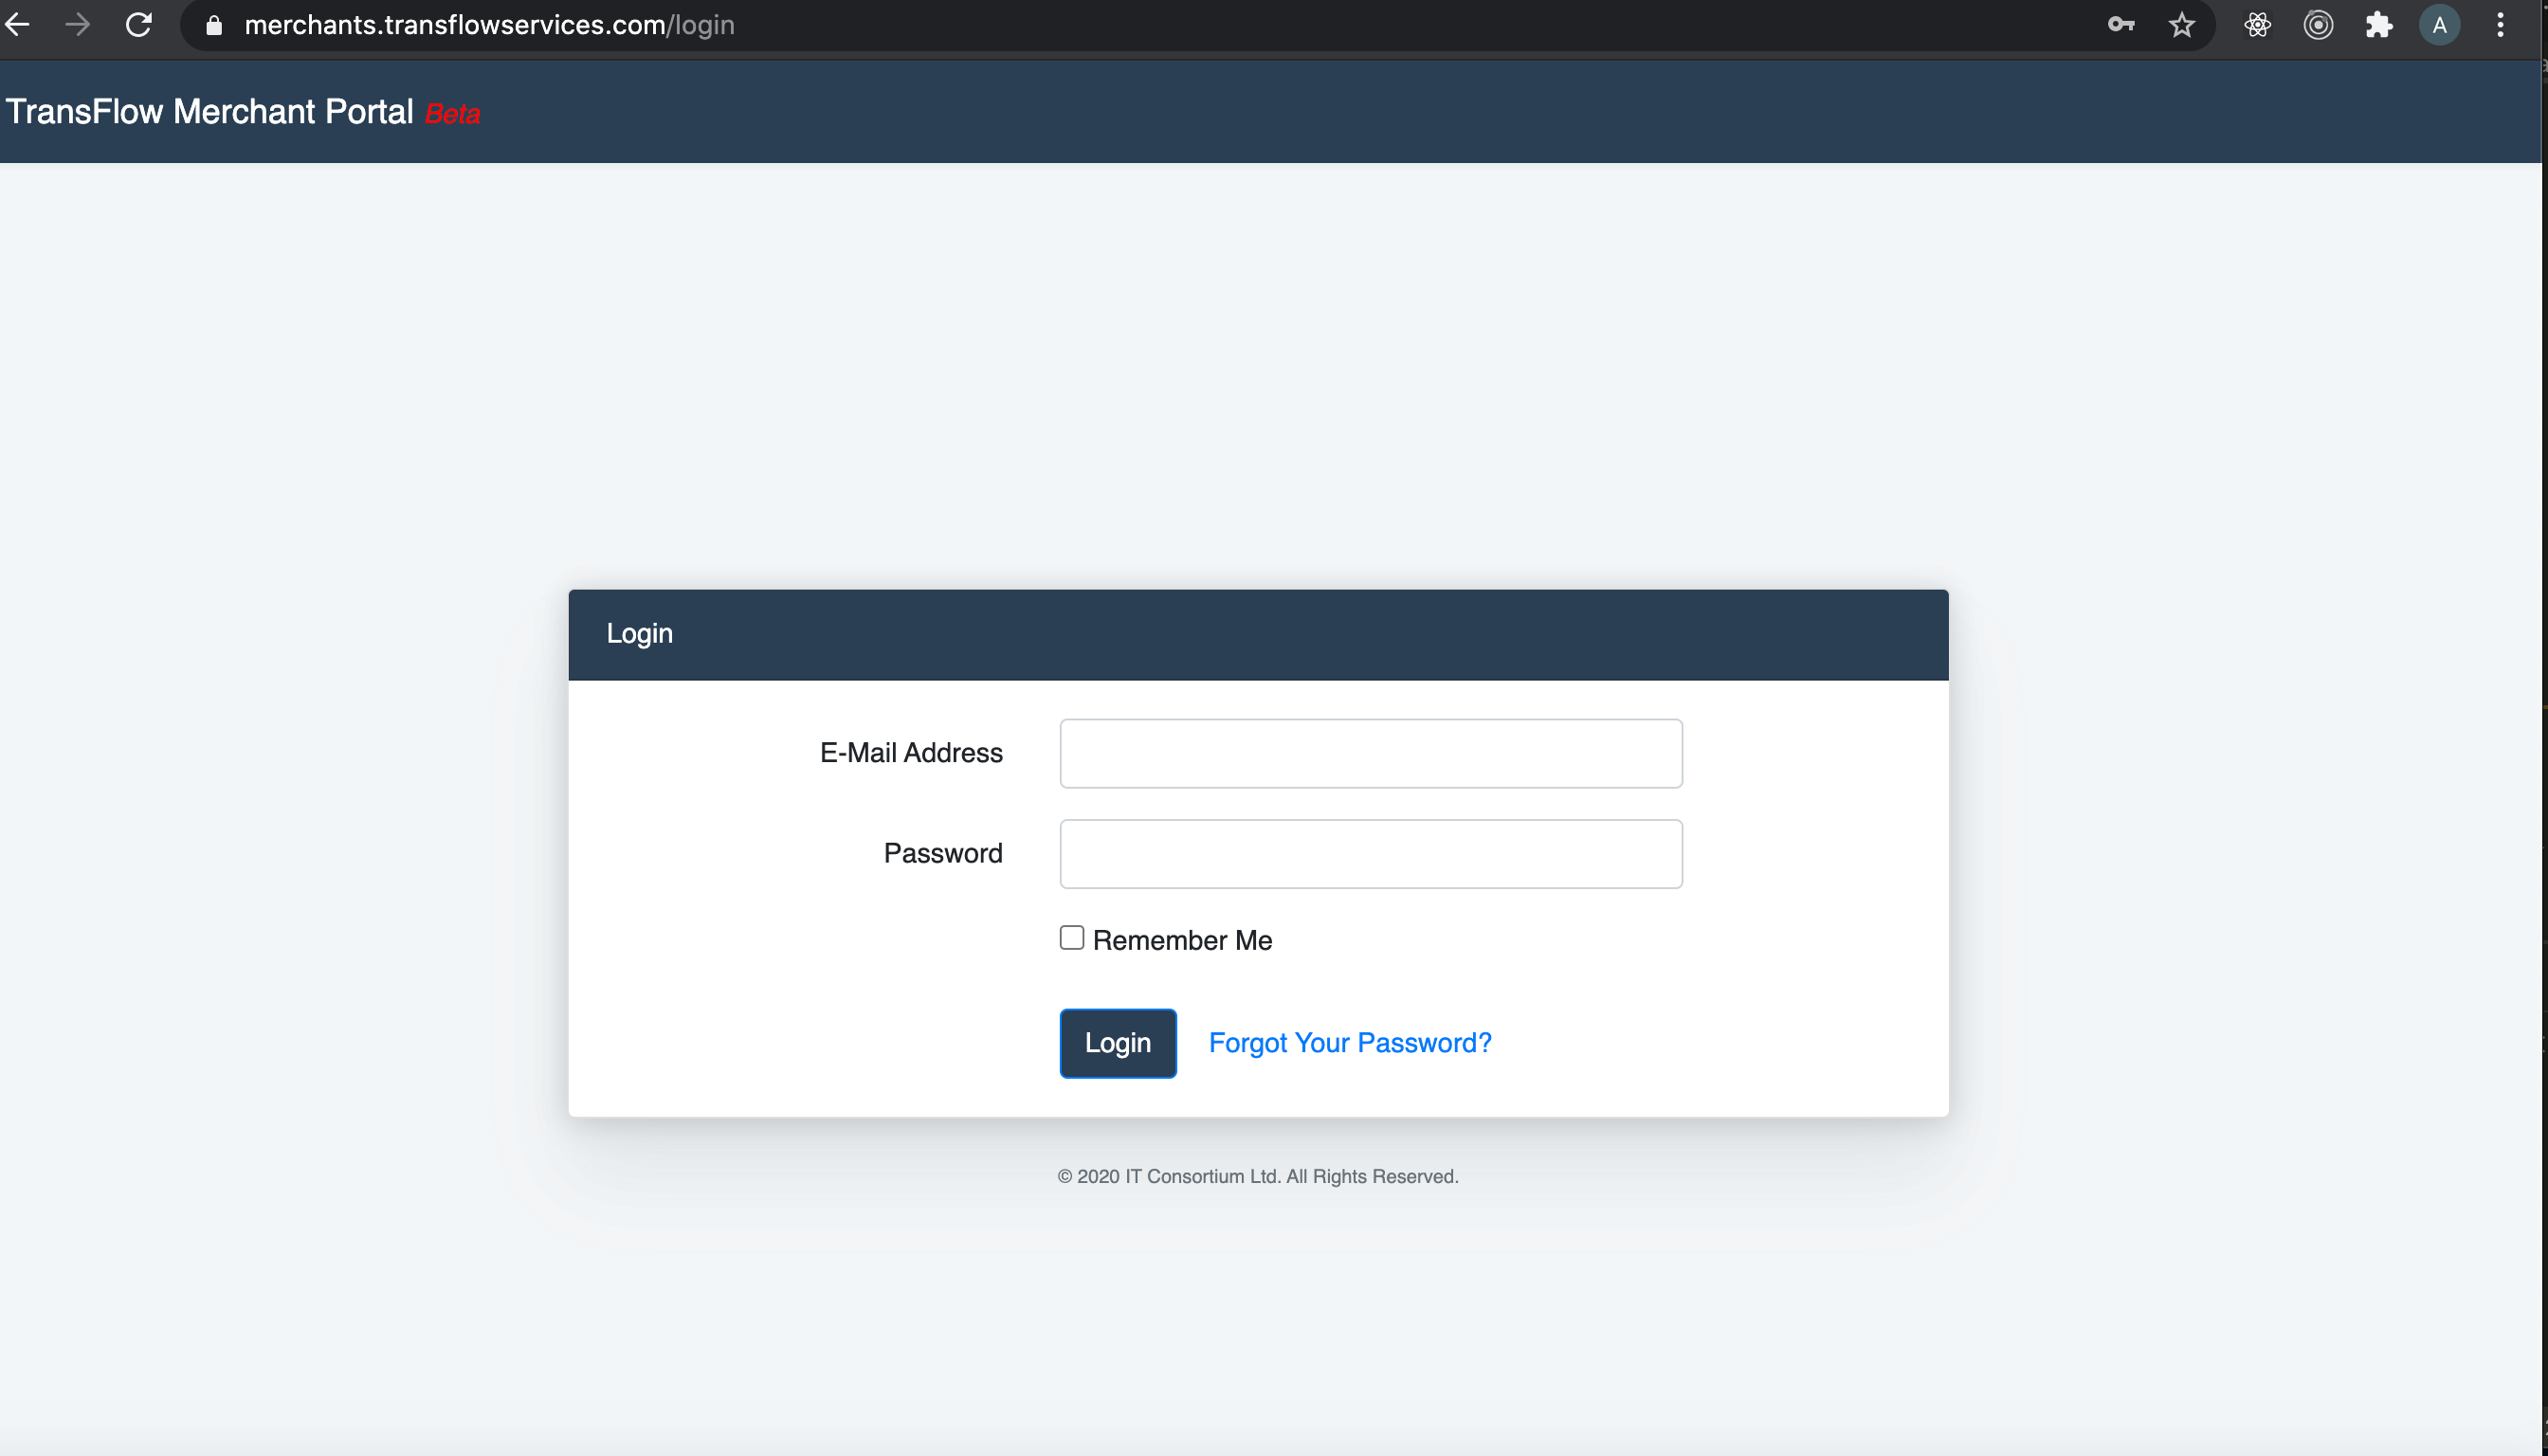 merchants.transflowservices.com/login
A
TransFlow Merchant Portal Beta
Login
E-Mail Address
Password
Remember Me
Login Forgot Your Password?
© 2020 IT Consortium Ltd. All Rights Reserved.